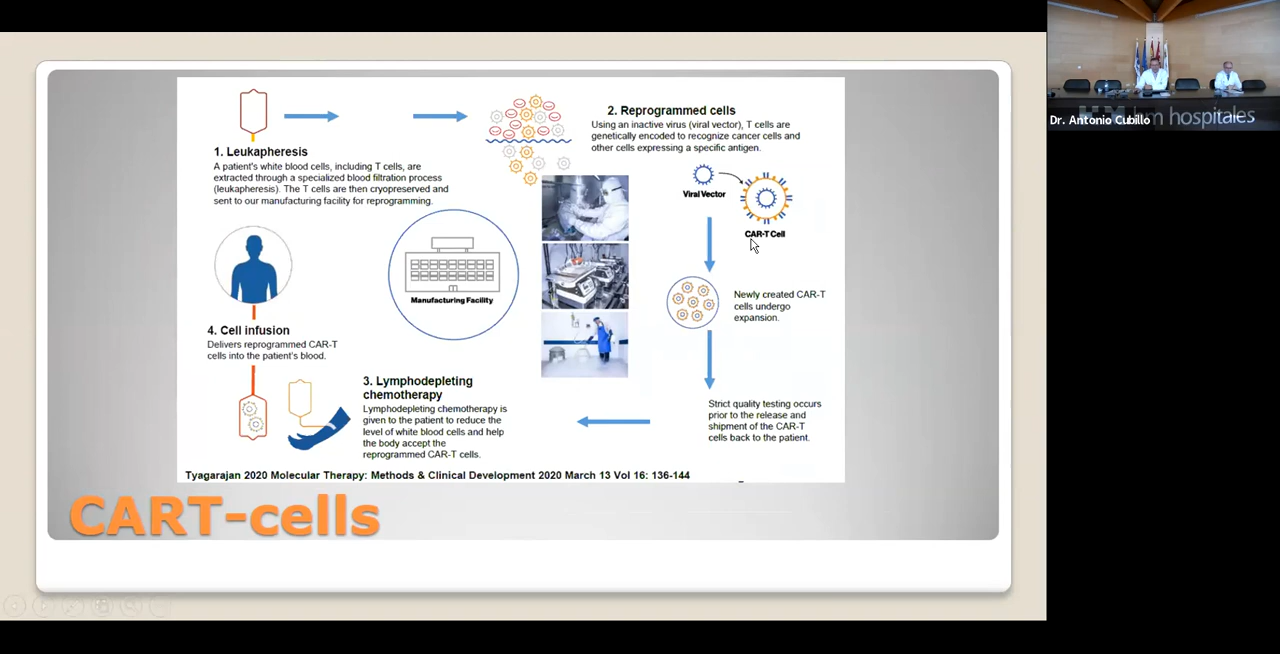 1. Leukapheresis
A patient's white blood cells, including T cells, are
extracted through a specialized blood filtration process
(leukapheresis). The T cells are then cryopreserved and
sent to our manufacturing facility for reprogramming.
2. Reprogrammed cells
Using an inactive virus (viral vector), T cells are
genetically encoded to recognize cancer cells and
other cells expressing a specific antigen.
Viral Vector
CAR-T Cell
Manufacturing Facility
Newly created CAR-T
cells undergo
expansion.
Strict quality testing occurs
prior to the release and
shipment of the CAR-T
cells back to the patient.
3. Lymphodepleting
chemotherapy
Lymphodepleting chemotherapy is
given to the patient to reduce the
level of white blood cells and help
the body accept the
reprogrammed CAR-T cells.
4. Cell infusion
Delivers reprogrammed CAR-T
cells into the patient's blood.
Tyagarajan 2020 Molecular Therapy: Methods & Clinical Development 2020 March 13 Vol 16: 136-144
CART-cells
hospitales
Dr. Antonio Cubillo